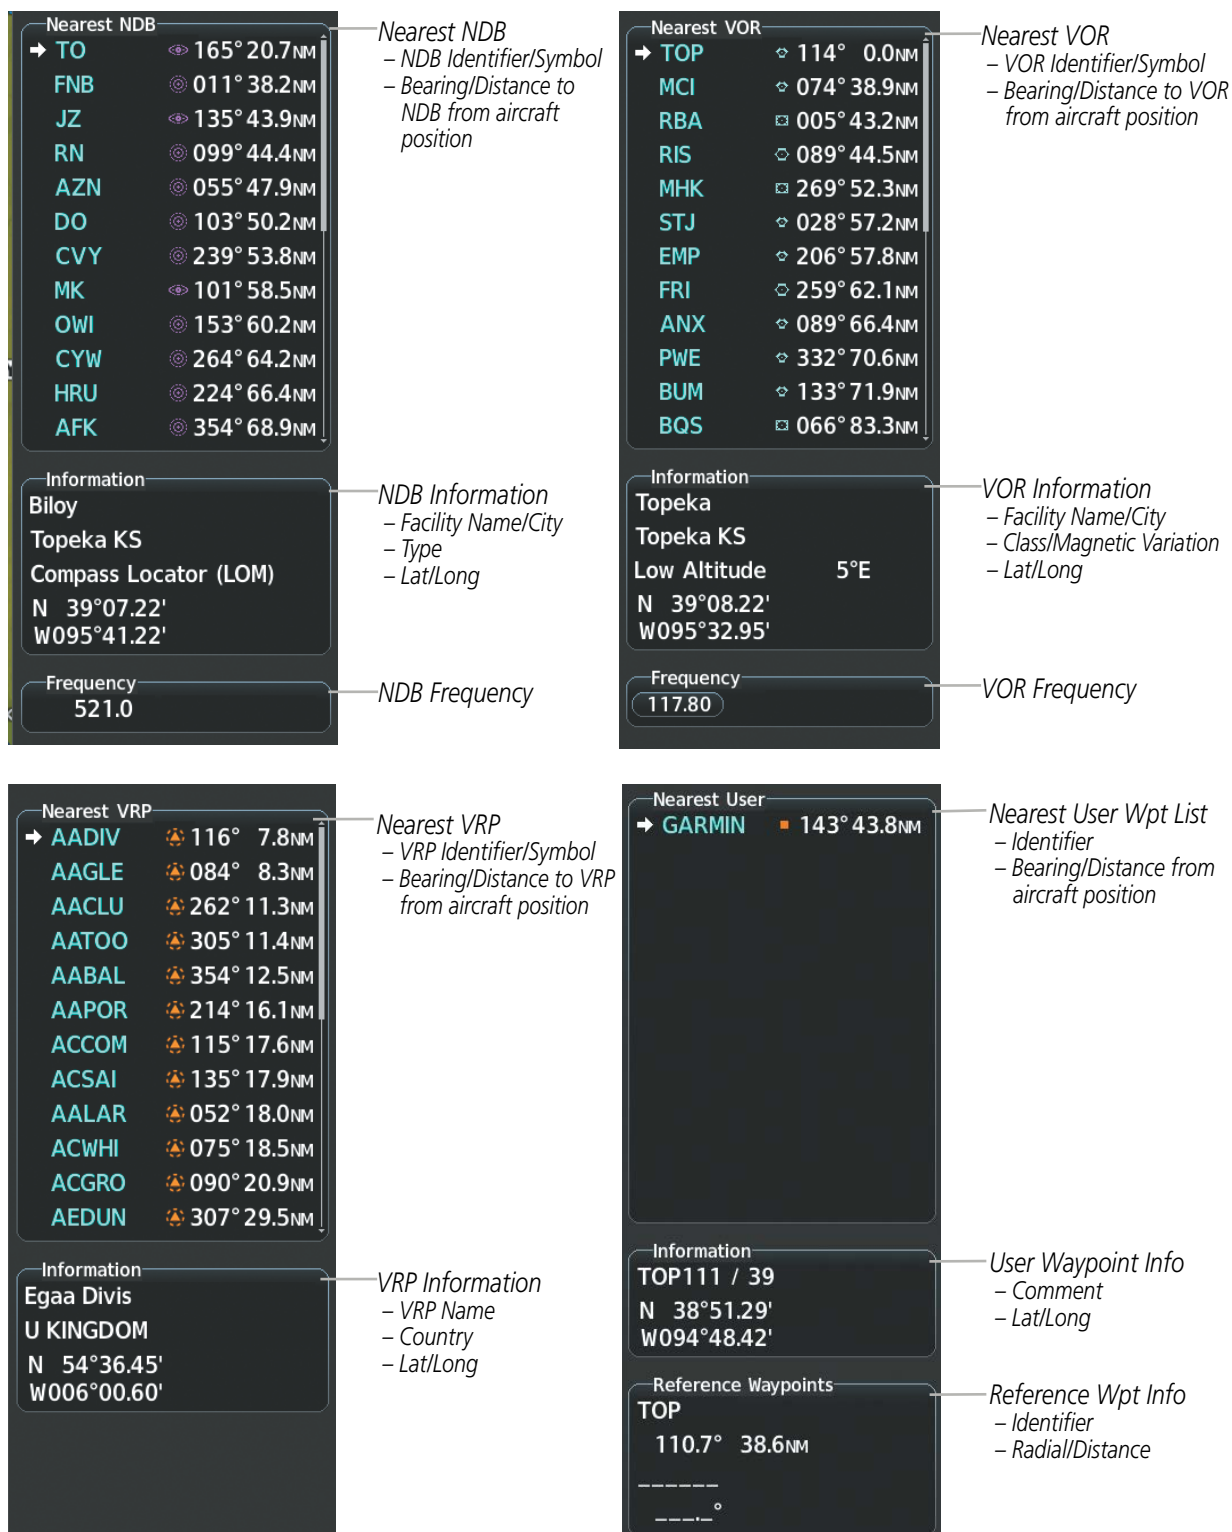 Nearest NDB
TO 165° 20.7NM
FNB 011° 38.2NM
JZ 135° 43.9NM
RN 099° 44.4NM
AZN 055° 47.9NM
DO 103° 50.2NM
CVY 239° 53.8NM
MK 101° 58.5NM
OWI 153° 60.2NM
CYW 264° 64.2NM
HRU 224° 66.4NM
AFK 354° 68.9NM
Information
Biloy
Topeka KS
Compass Locator (LOM)
N 39°07.22'
W095°41.22'
Frequency
521.0
Nearest NDB
– NDB Identifier/Symbol
– Bearing/Distance to
NDB from aircraft
position
NDB Information
– Facility Name/City
– Type
– Lat/Long
NDB Frequency
Nearest VOR
TOP 114° 0.0NM
MCI 074° 38.9NM
RBA 005° 43.2NM
RIS 089° 44.5NM
MHK 269° 52.3NM
STJ 028° 57.2NM
EMP 206° 57.8NM
FRI 259° 62.1NM
ANX 089° 66.4NM
PWE 332° 70.6NM
BUM 133° 71.9NM
BQS 066° 83.3NM
Information
Topeka
Topeka KS
Low Altitude 5°E
N 39°08.22'
W095°32.95'
Frequency
117.80
Nearest VOR
– VOR Identifier/Symbol
– Bearing/Distance to VOR
from aircraft position
VOR Information
– Facility Name/City
– Class/Magnetic Variation
– Lat/Long
VOR Frequency
Nearest VRP
AADIV 116° 7.8NM
AAGLE 084° 8.3NM
AACLU 262° 11.3NM
AATOO 305° 11.4NM
AABAL 354° 12.5NM
AAPOR 214° 16.1NM
ACCOM 115° 17.6NM
ACSAI 135° 17.9NM
AALAR 052° 18.0NM
ACWHI 075° 18.5NM
ACGRO 090° 20.9NM
AEDUN 307° 29.5NM
Information
Egaa Divis
U KINGDOM
N 54°36.45'
W006°00.60'
Nearest VRP
– VRP Identifier/Symbol
– Bearing/Distance to VRP
from aircraft position
VRP Information
– VRP Name
– Country
– Lat/Long
Nearest User
GARMIN 143° 43.8NM
Information
TOP111 / 39
N 38°51.29'
W094°48.42'
Reference Waypoints
TOP
110.7° 38.6NM
______
___._°
Nearest User Wpt List
– Identifier
– Bearing/Distance from
aircraft position
User Waypoint Info
– Comment
– Lat/Long
Reference Wpt Info
– Identifier
– Radial/Distance